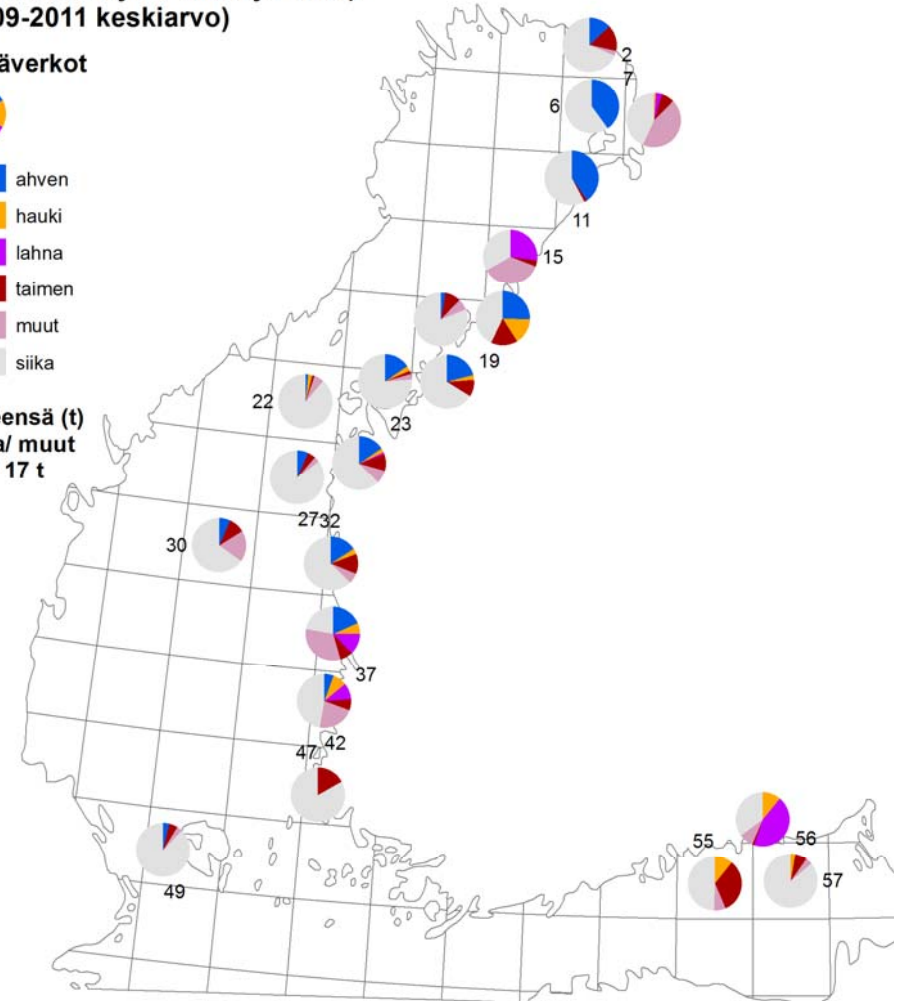 09-2011 keskiarvo)
äverkot
ahven
hauki
lahna
taimen
muut
siika
eensä (t)
a/ muut
17 t
2
7
6
11
15
19
22
23
2732
30
37
47 42
49
55
56
57